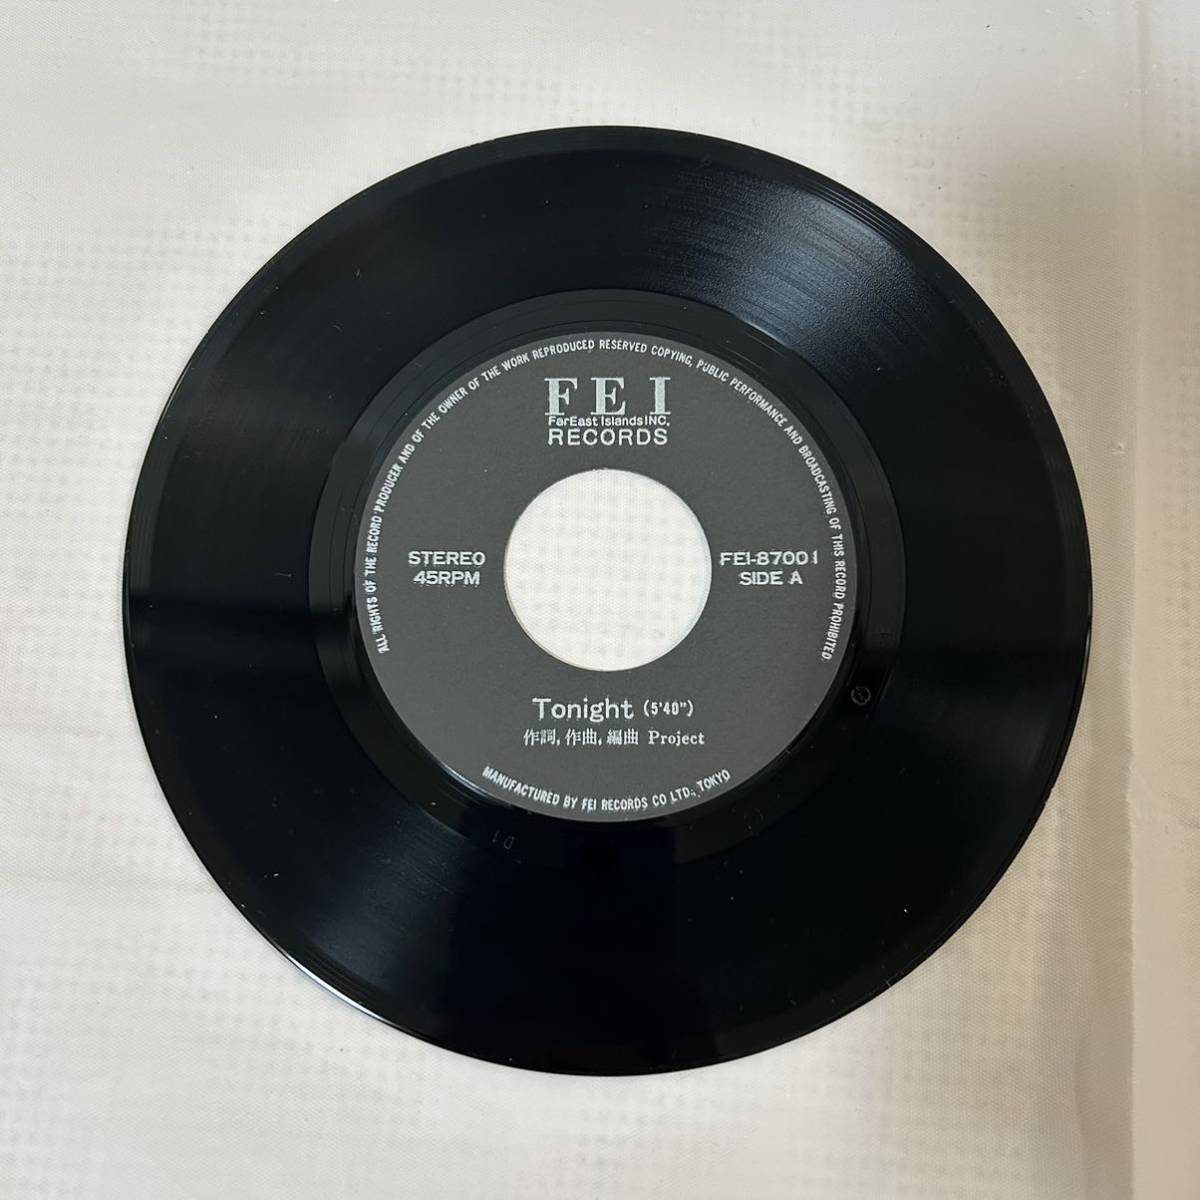 ALL RIGHTS OF THE RECORD PRODUCER AND OF THE OWNER OF THE WORK REPRODUCED RESERVED COPYING, PUBLIC PERFORMANCE AND BROADCASTING OF THIS RECORD PROHIBITED.
FEI
FarEast IslandsINC.
RECORDS
STEREO
45RPM
FEI-87001
SIDE A
Tonight (5'40")
作詞,作曲,編曲 Project
MANUFACTURED BY FEI RECORDS CO LTD., TOKYO